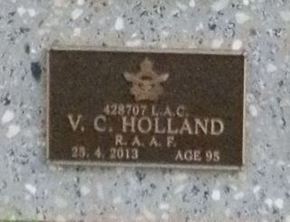 428707 L.A.C.
V. C. HOLLAND
R. A. A. F.
25. 4. 2013 AGE 95